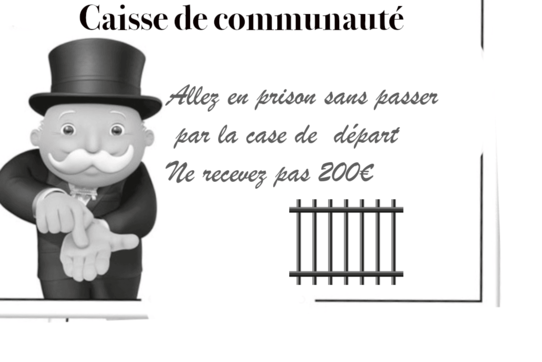 Caisse de communauté
Allez en prison sans passer
par la case de départ
Ne recevez pas 200€